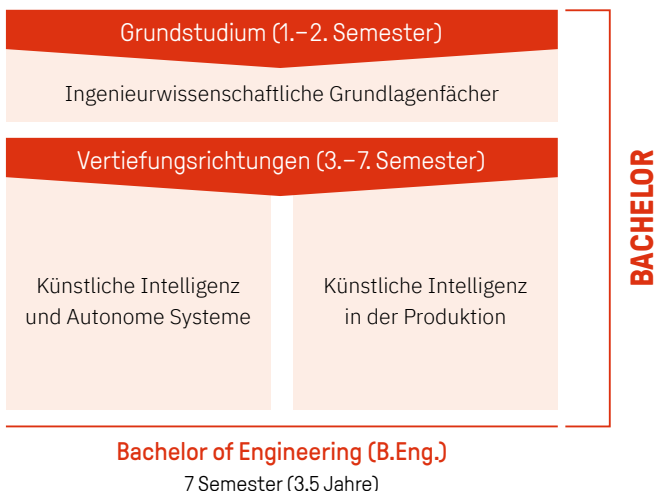 Grundstudium (1.–2. Semester)
Ingenieurwissenschaftliche Grundlagenfächer
Vertiefungsrichtungen (3.–7. Semester)
Künstliche Intelligenz
und Autonome Systeme
Künstliche Intelligenz
in der Produktion
BACHELOR
Bachelor of Engineering (B.Eng.)
7 Semester (3,5 Jahre)